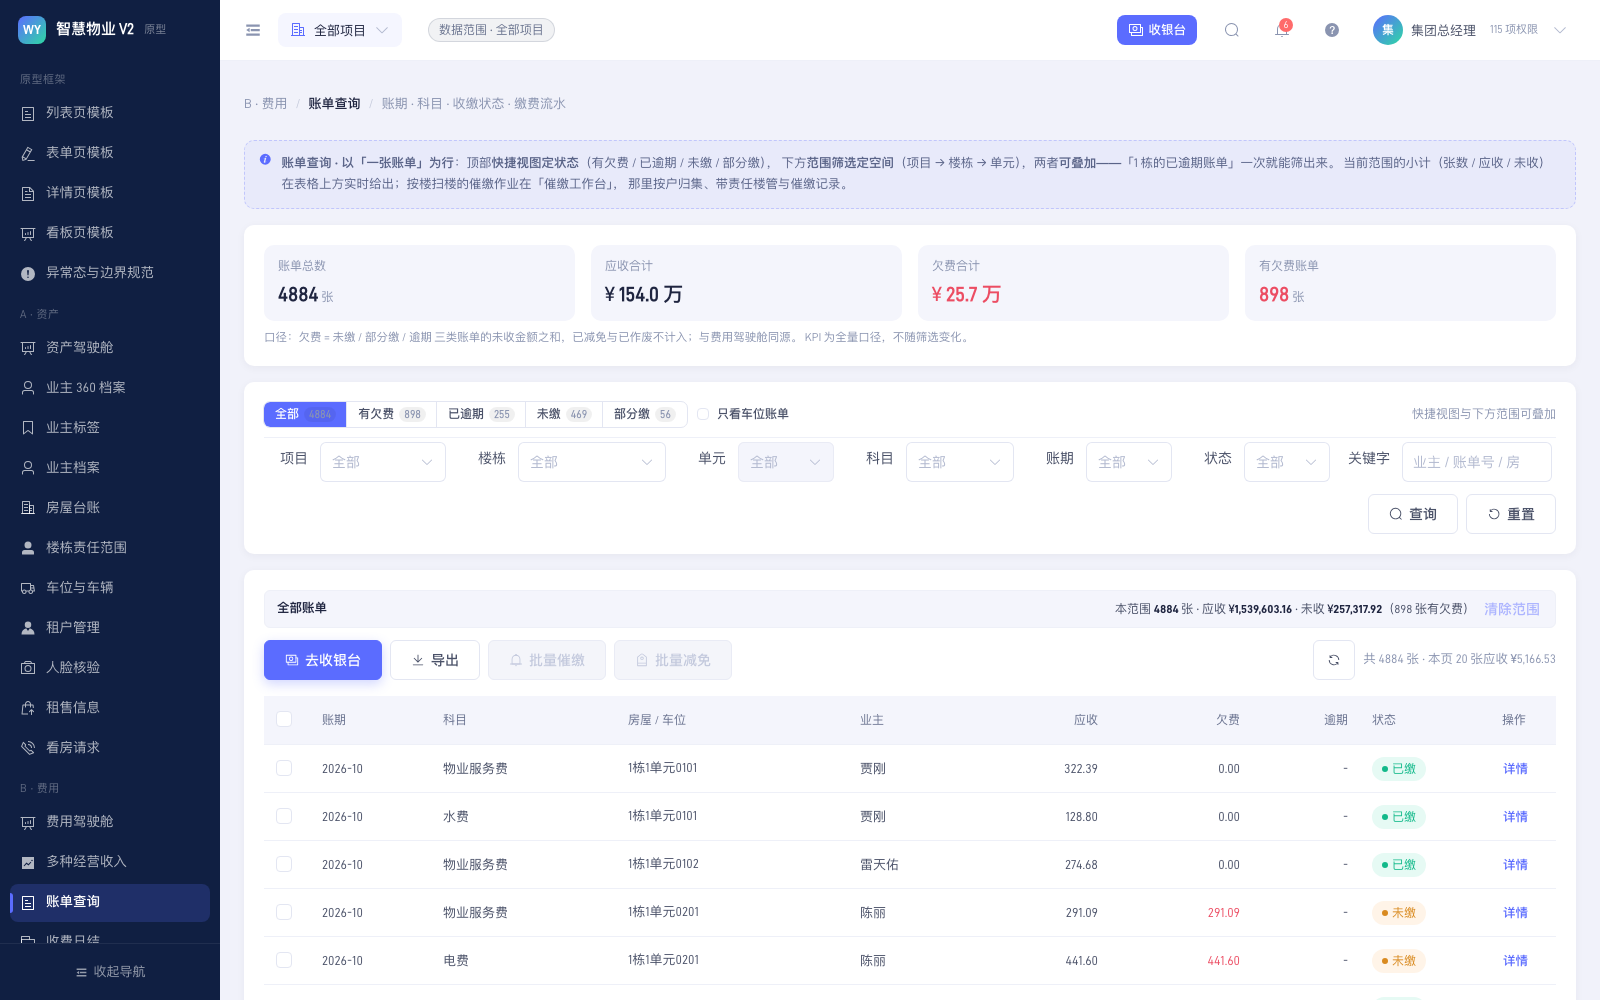 WY 智慧物业 V2 原型
原型框架
列表页模板
表单页模板
详情页模板
看板页模板
异常态与边界规范
A · 资产
资产驾驶舱
业主 360 档案
业主标签
业主档案
房屋台账
楼栋责任范围
车位与车辆
租户管理
人脸核验
租售信息
看房请求
B · 费用
费用驾驶舱
多种经营收入
账单查询
收费日结
收起导航
全部项目
数据范围 · 全部项目
收银台
6
集 集团总经理 115 项权限
B · 费用 / 账单查询 / 账期 · 科目 · 收缴状态 · 缴费流水
账单查询 · 以「一张账单」为行：顶部快捷视图定状态（有欠费 / 已逾期 / 未缴 / 部分缴），下方范围筛选定空间（项目 → 楼栋 → 单元），两者可叠加——「1 栋的已逾期账单」一次就能筛出来。 当前范围的小计（张数 / 应收 / 未收）
在表格上方实时给出；按楼扫楼的催缴作业在「催缴工作台」， 那里按户归集、带责任楼管与催缴记录。
账单总数
4884 张
应收合计
¥ 154.0 万
欠费合计
¥ 25.7 万
有欠费账单
898 张
口径：欠费 = 未缴 / 部分缴 / 逾期 三类账单的未收金额之和，已减免与已作废不计入；与费用驾驶舱同源。 KPI 为全量口径，不随筛选变化。
全部 4884 有欠费 898 已逾期 255 未缴 469 部分缴 56 只看车位账单 快捷视图与下方范围可叠加
项目 全部 楼栋 全部 单元 全部 科目 全部 账期 全部 状态 全部 关键字 业主 / 账单号 / 房
查询 重置
全部账单 本范围 4884 张 · 应收 ¥1,539,603.16 · 未收 ¥257,317.92（898 张有欠费） 清除范围
去收银台 导出 批量催缴 批量减免 共 4884 张 · 本页 20 张应收 ¥5,166.53
账期 科目 房屋 / 车位 业主 应收 欠费 逾期 状态 操作
2026-10 物业服务费 1栋1单元0101 贾刚 322.39 0.00 - 已缴 详情
2026-10 水费 1栋1单元0101 贾刚 128.80 0.00 - 已缴 详情
2026-10 物业服务费 1栋1单元0102 雷天佑 274.68 0.00 - 已缴 详情
2026-10 物业服务费 1栋1单元0201 陈丽 291.09 291.09 - 未缴 详情
2026-10 电费 1栋1单元0201 陈丽 441.60 441.60 - 未缴 详情